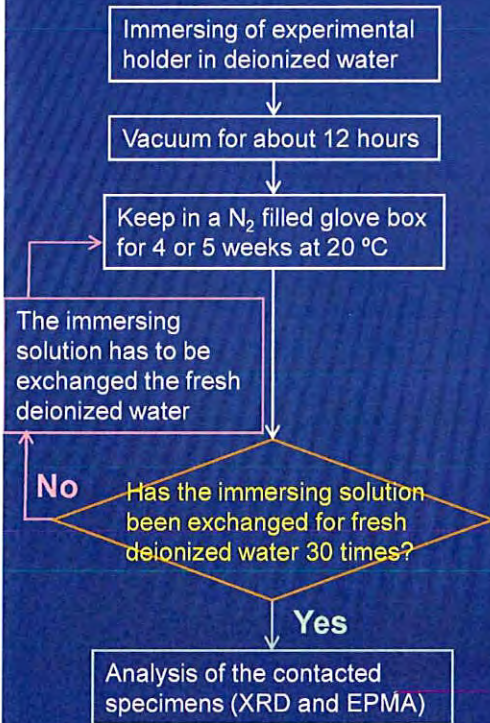 Immersing of experimental
holder in deionized water
Vacuum for about 12 hours
Keep in a N₂ filled glove box
for 4 or 5 weeks at 20 ºC
The immersing
solution has to be
exchanged the fresh
deionized water
No
Has the immersing solution
been exchanged for fresh
deionized water 30 times?
Yes
Analysis of the contacted
specimens (XRD and EPMA)